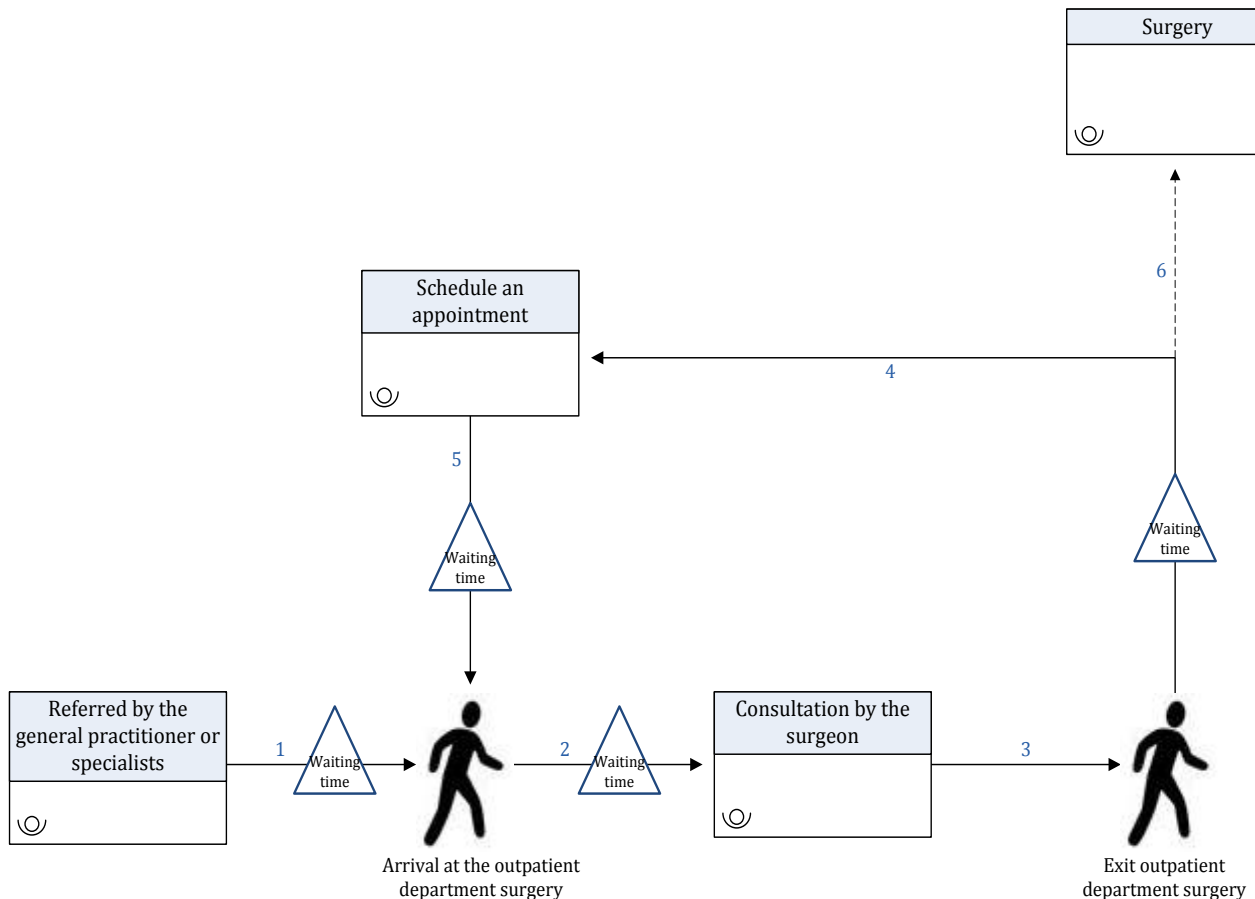 Surgery
6
Schedule an
appointment
4
5
Waiting
time
Waiting
time
Referred by the
general practitioner or
specialists
1
Waiting
time
2
Waiting
time
Consultation by the
surgeon
3
Arrival at the outpatient
department surgery
Exit outpatient
department surgery